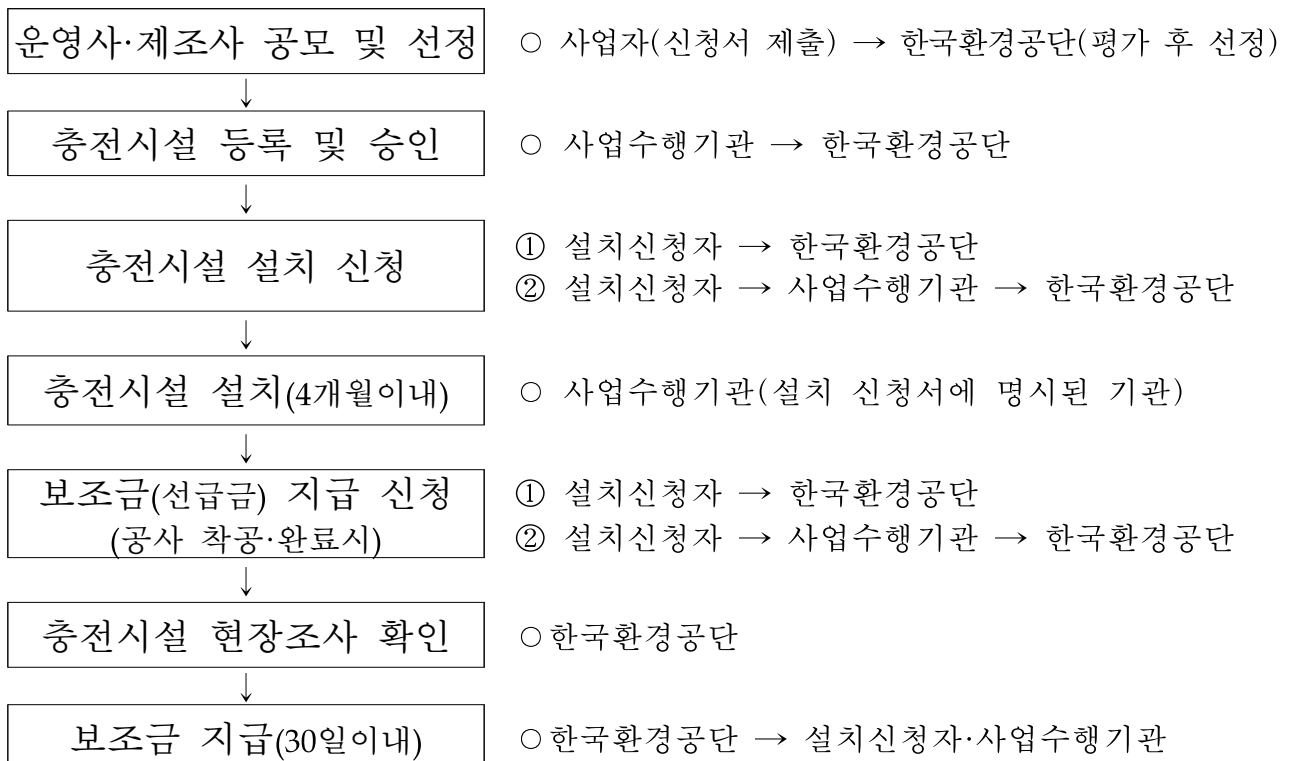 운영사·제조사 공모 및 선정 ○ 사업자(신청서 제출) → 한국환경공단(평가 후 선정)
↓
충전시설 등록 및 승인 ○ 사업수행기관 → 한국환경공단
↓
충전시설 설치 신청
① 설치신청자 → 한국환경공단
② 설치신청자 → 사업수행기관 → 한국환경공단
↓
충전시설 설치(4개월이내) ○ 사업수행기관(설치 신청서에 명시된 기관)
↓
보조금(선급금) 지급 신청
(공사 착공·완료시)
① 설치신청자 → 한국환경공단
② 설치신청자 → 사업수행기관 → 한국환경공단
↓
충전시설 현장조사 확인 ○한국환경공단
↓
보조금 지급(30일이내) ○한국환경공단 → 설치신청자·사업수행기관